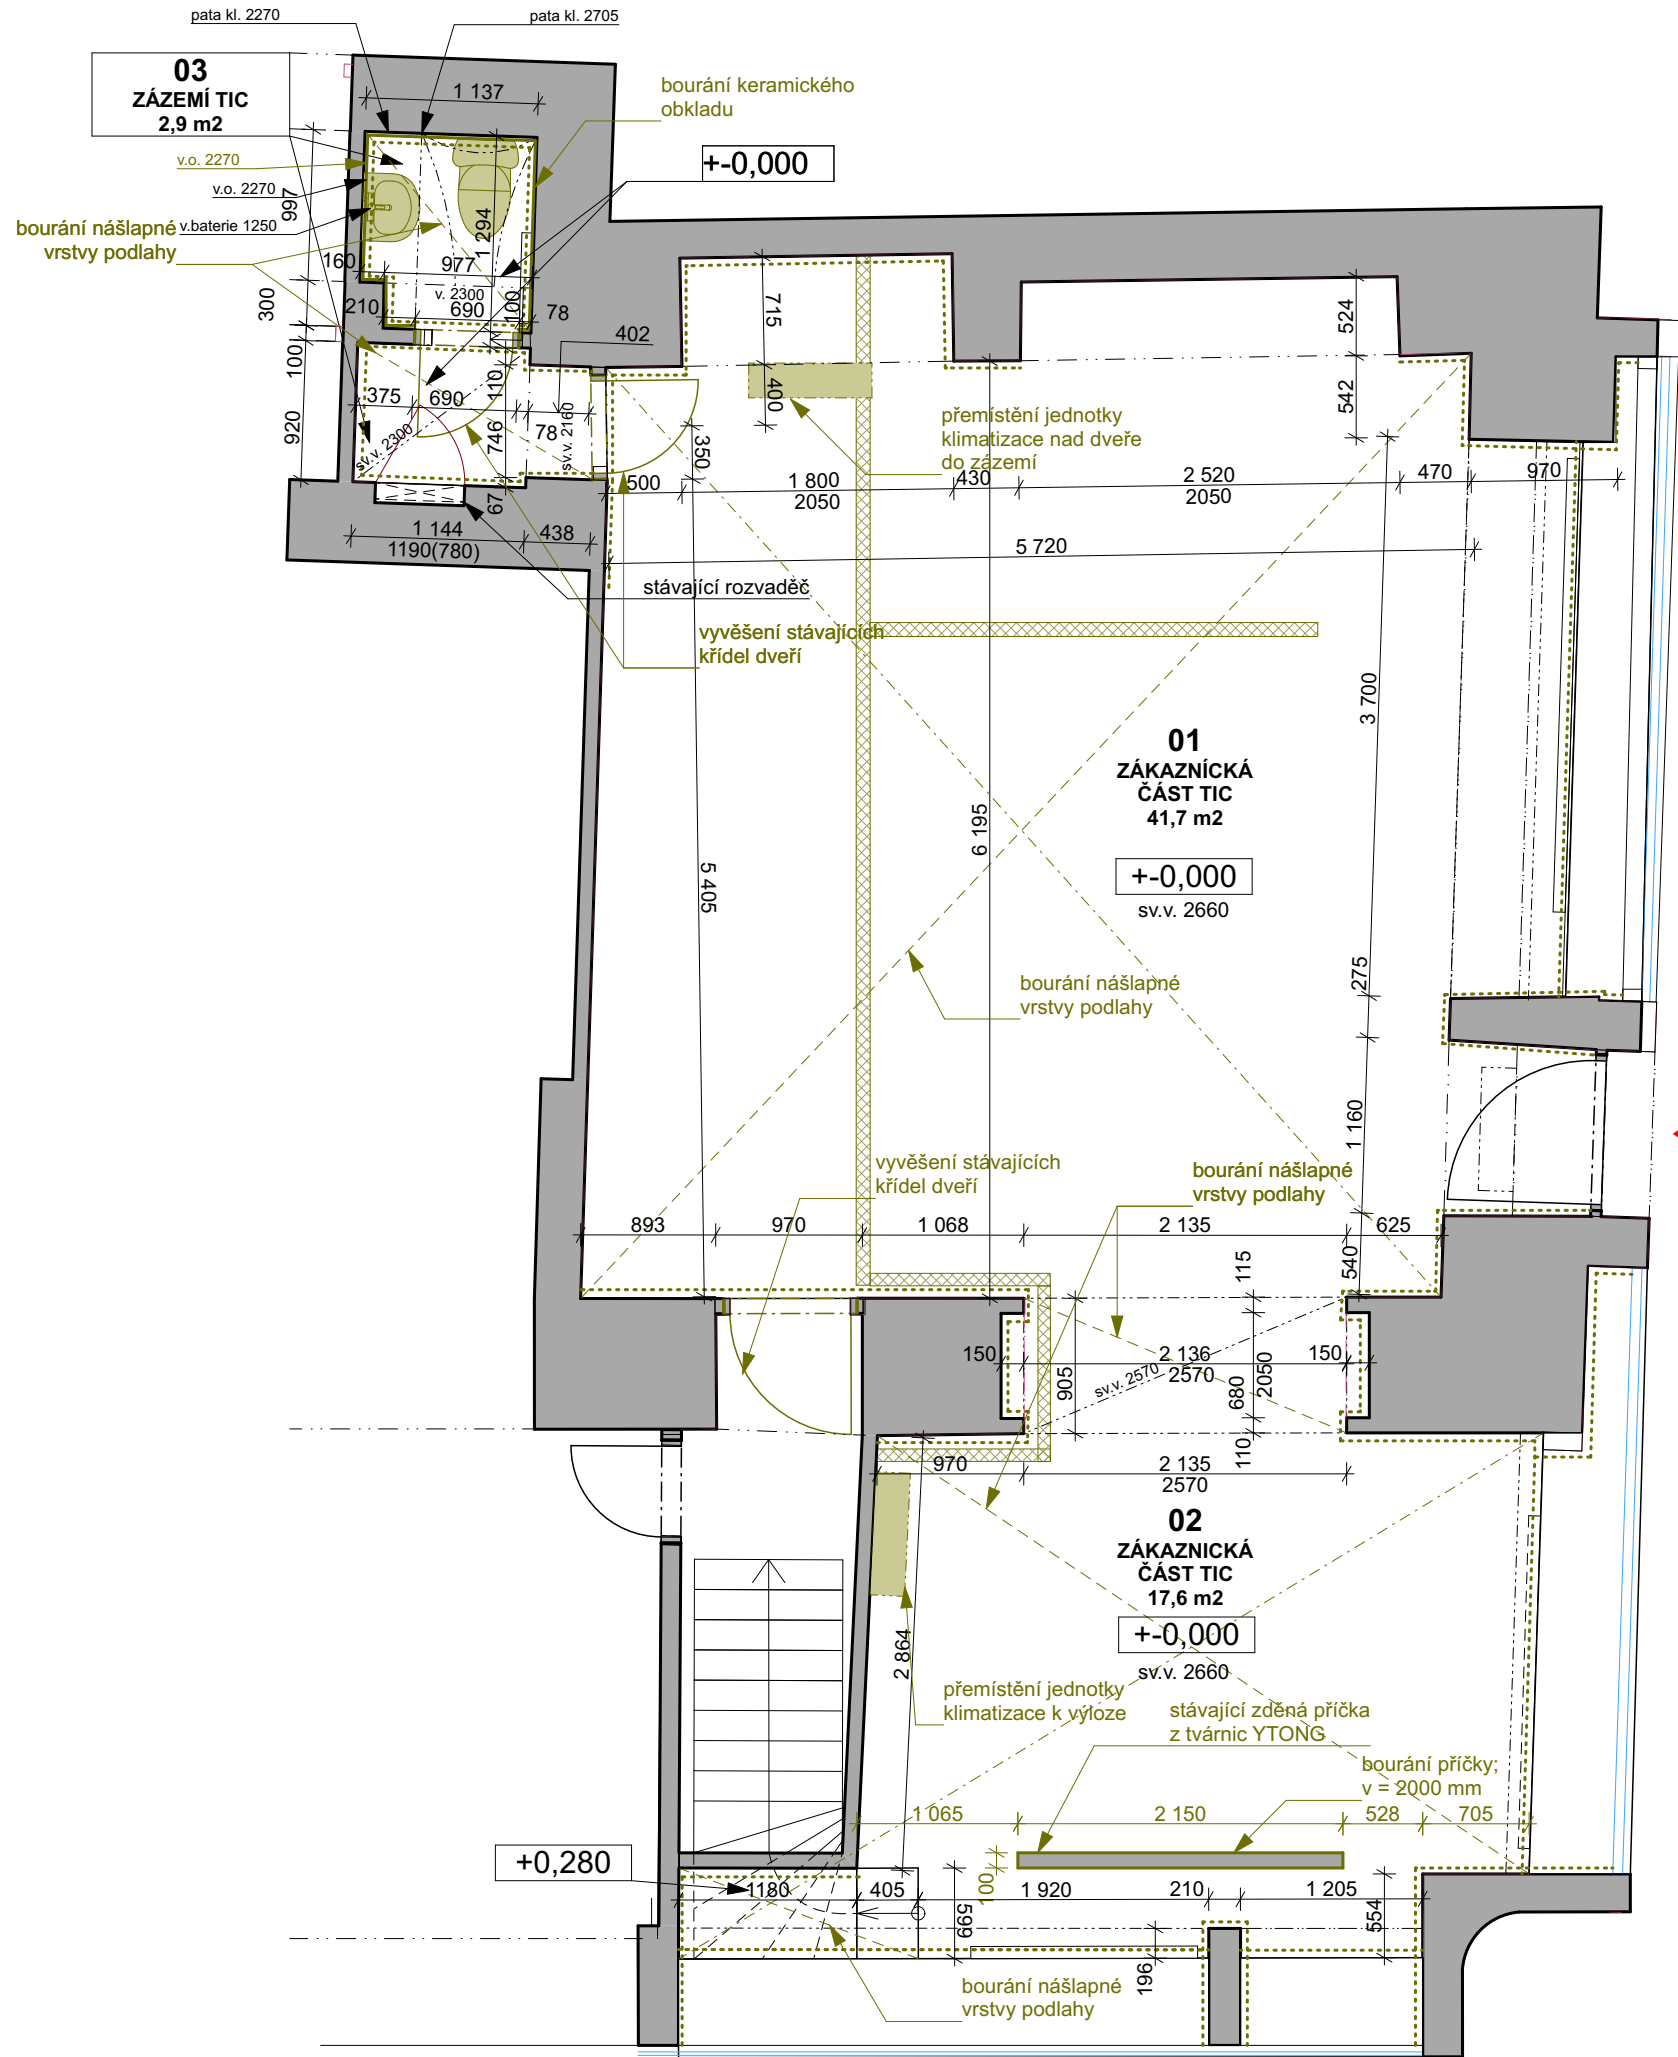 pata kl. 2270
pata kl. 2705
03
ZÁZEMÍ TIC
2,9 m2
1 137
bourání keramického
obkladu
+-0,000
v.o. 2270
v.o. 2270
997
v.baterie 1250
bourání nášlapné
vrstvy podlahy
1 294
160
977
v. 2300
300
210
690
100
78
402
715
524
100
110
400
542
375
690
920
746
78
sv.v. 2300
sv.v. 2160
350
přemístění jednotky
klimatizace nad dveře
do zázemí
67
500
1 800
2050
430
2 520
2050
470
970
1 144
1190(780)
438
5 720
stávající rozvaděč
vyvěšení stávajících
křídel dveří
3 700
01
ZÁKAZNÍCKÁ
ČÁST TIC
41,7 m2
6 195
5 405
+-0,000
sv.v. 2660
bourání nášlapné
vrstvy podlahy
275
1 160
vyvěšení stávajících
křídel dveří
bourání nášlapné
vrstvy podlahy
893
970
1 068
2 135
625
115
540
150
2 136
2570
150
905
sv.v. 2570
680
2050
110
970
2 135
2570
02
ZÁKAZNICKÁ
ČÁST TIC
17,6 m2
+-0,000
sv.v. 2660
2 864
přemístění jednotky
klimatizace k výloze
stávající zděná příčka
z tvárnic YTONG
bourání příčky;
v = 2000 mm
1 065
2 150
528
705
+0,280
1180
405
100
1 920
210
1 205
599
554
196
bourání nášlapné
vrstvy podlahy